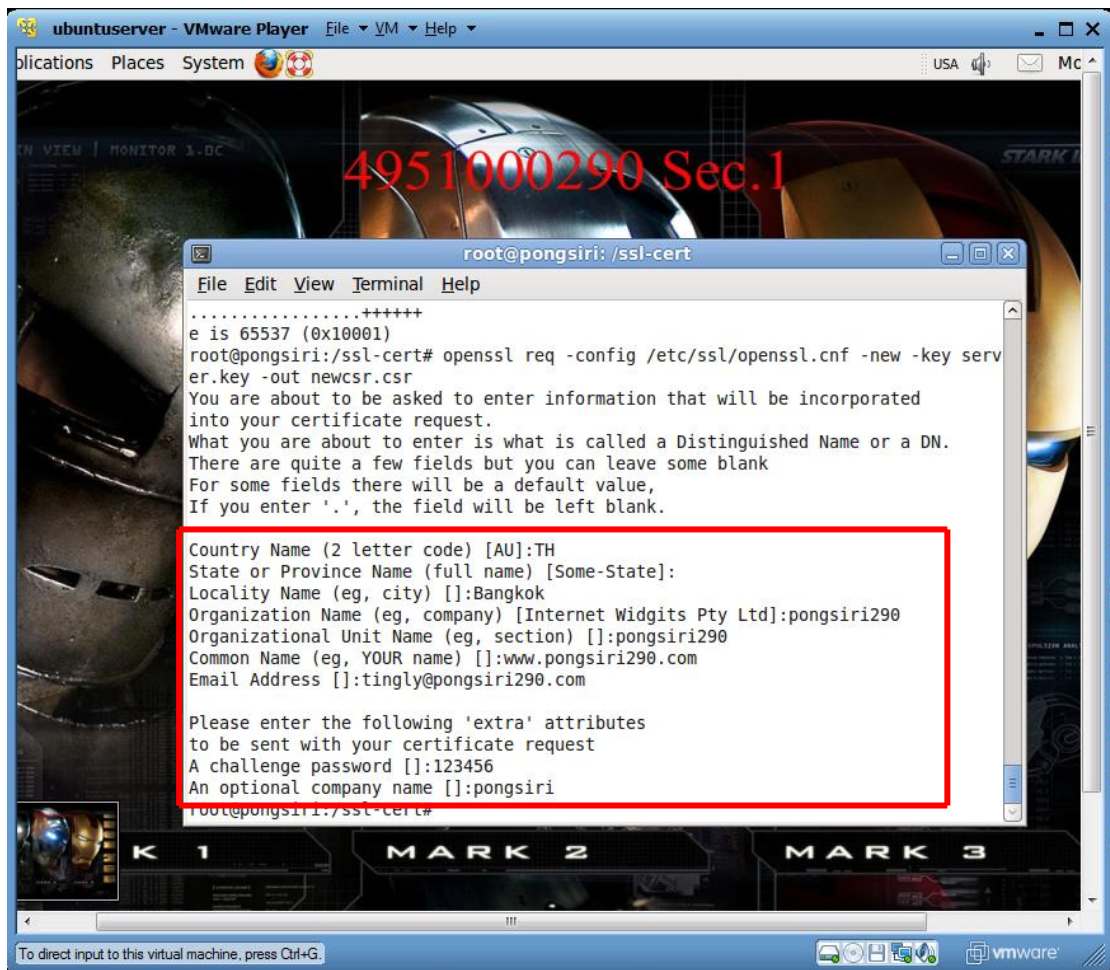 ubuntuserver - VMware Player File VM Help
plications Places System USA Mc
IN VIEW | MONITOR 1.DC
STARK I
4951000290 Sec.1
root@pongsiri: /ssl-cert
File Edit View Terminal Help
.................++++++
e is 65537 (0x10001)
root@pongsiri:/ssl-cert# openssl req -config /etc/ssl/openssl.cnf -new -key serv
er.key -out newcsr.csr
You are about to be asked to enter information that will be incorporated
into your certificate request.
What you are about to enter is what is called a Distinguished Name or a DN.
There are quite a few fields but you can leave some blank
For some fields there will be a default value,
If you enter '.', the field will be left blank.
Country Name (2 letter code) [AU]:TH
State or Province Name (full name) [Some-State]:
Locality Name (eg, city) []:Bangkok
Organization Name (eg, company) [Internet Widgits Pty Ltd]:pongsiri290
Organizational Unit Name (eg, section) []:pongsiri290
Common Name (eg, YOUR name) []:www.pongsiri290.com
Email Address []:tingly@pongsiri290.com
Please enter the following 'extra' attributes
to be sent with your certificate request
A challenge password []:123456
An optional company name []:pongsiri
root@pongsiri:/ssl-cert#
K 1 MARK 2 MARK 3
To direct input to this virtual machine, press Ctrl+G.
vmware